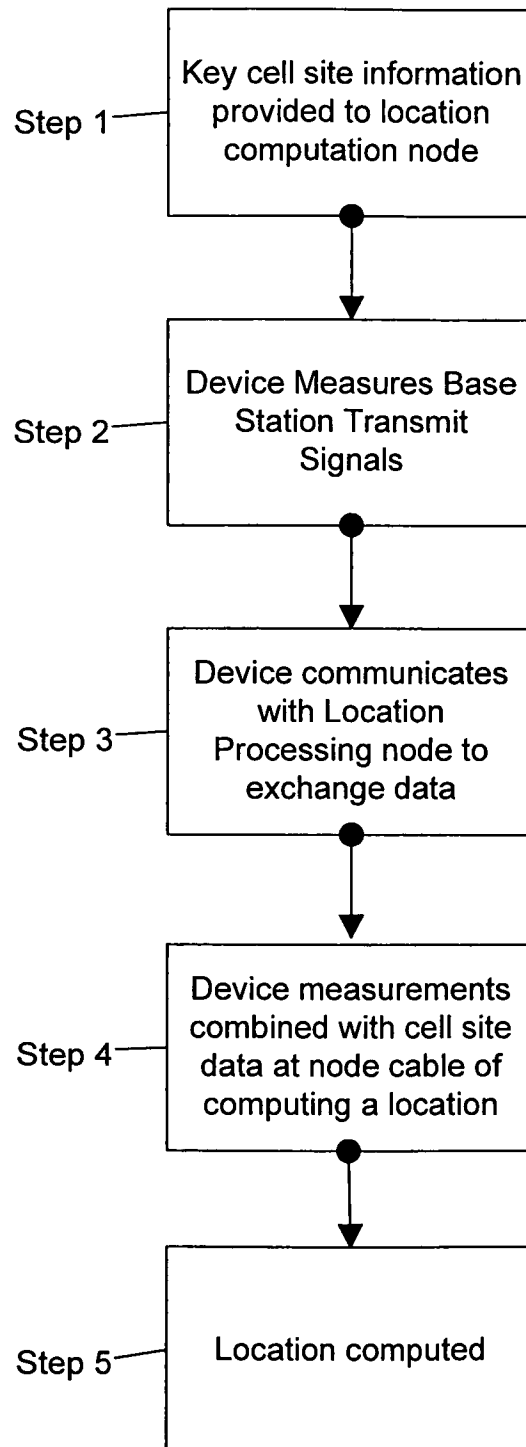 Step 1
Key cell site information
provided to location
computation node
Step 2
Device Measures Base
Station Transmit
Signals
Step 3
Device communicates
with Location
Processing node to
exchange data
Step 4
Device measurements
combined with cell site
data at node cable of
computing a location
Step 5
Location computed